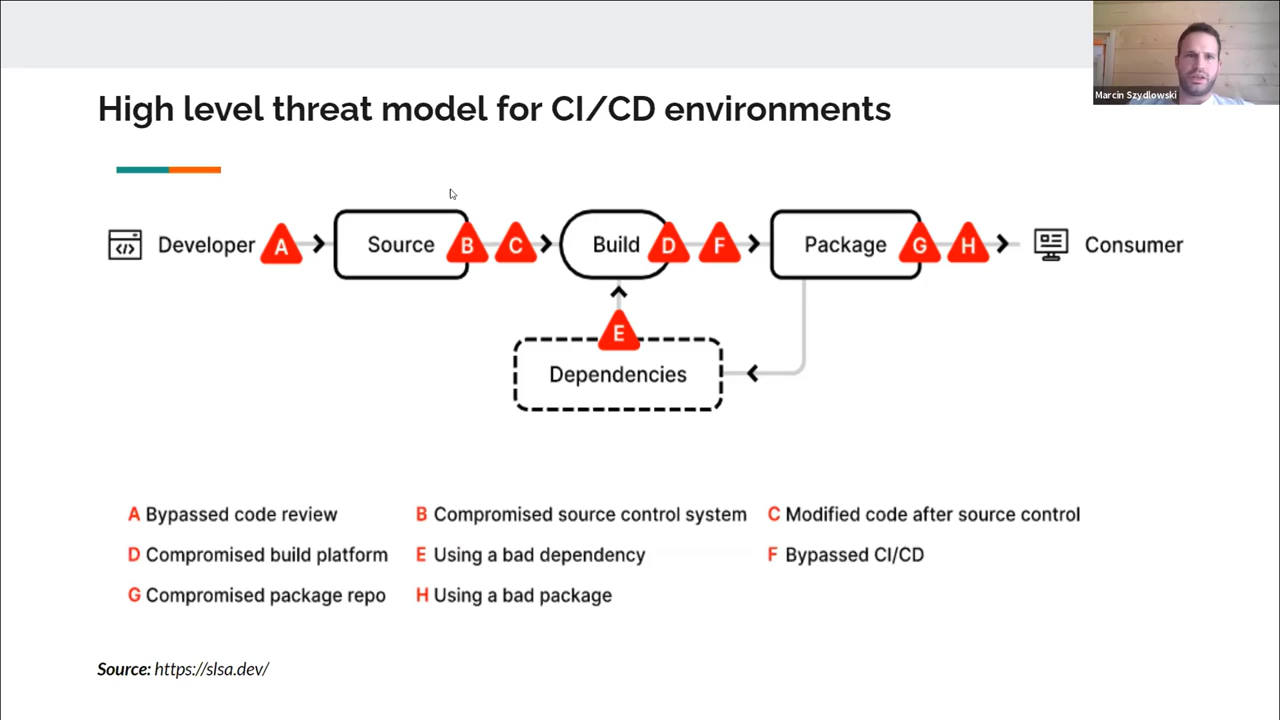 Marcin Szydlowski
High level threat model for CI/CD environments
Developer A Source B C Build D F Package G H Consumer
E
Dependencies
A Bypassed code review B Compromised source control system C Modified code after source control
D Compromised build platform E Using a bad dependency F Bypassed CI/CD
G Compromised package repo H Using a bad package
Source: https://slsa.dev/